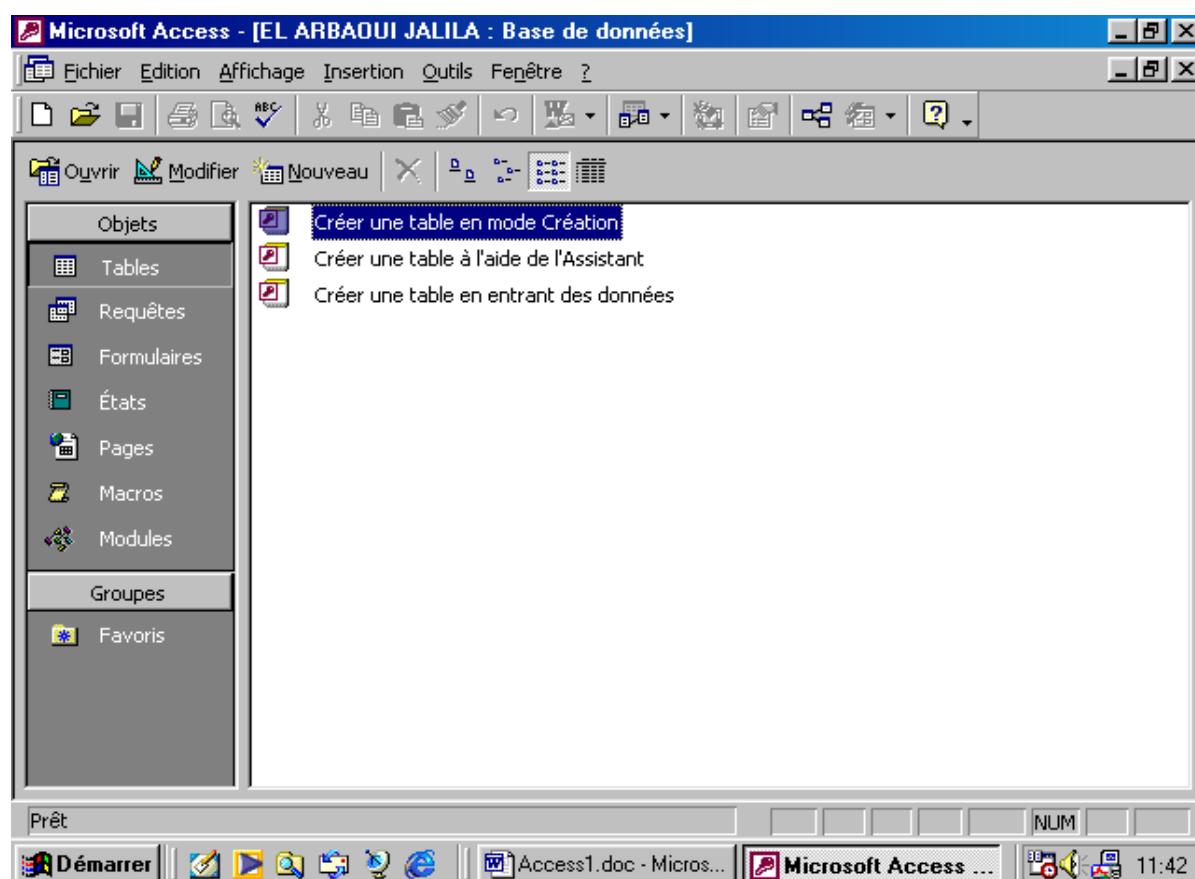 Microsoft Access - [EL ARBAOUI JALILA : Base de données]
Fichier Edition Affichage Insertion Outils Fenêtre ?
ABC
Ouvrir Modifier Nouveau
Objets
Créer une table en mode Création
Tables
Créer une table à l'aide de l'Assistant
Requêtes
Créer une table en entrant des données
Formulaires
États
Pages
Macros
Modules
Groupes
Favoris
Prêt NUM
Démarrer Access1.doc - Micros... Microsoft Access ... 11:42